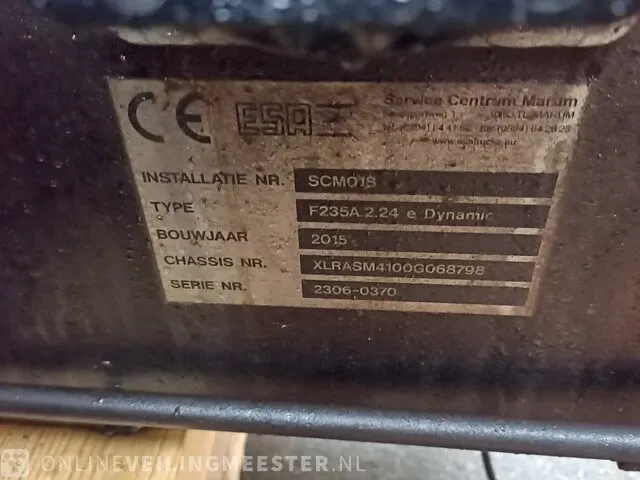 CE ESA Service Centrum Marum
INSTALLATIE NR. SCM018
TYPE F235A.2.24 e Dynamic
BOUWJAAR 2015
CHASSIS NR. XLRASM4100G068798
SERIE NR. 2306-0370
ONLINEVEILINGMEESTER.NL